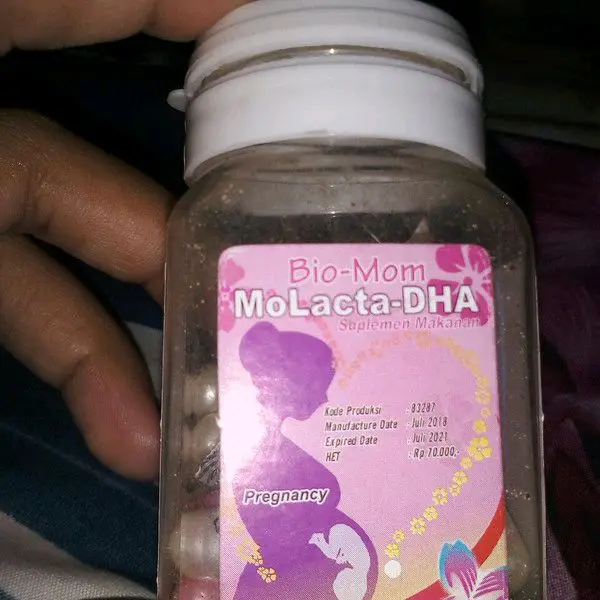 Bio-Mom
MoLacta-DHA
Suplemen Makanan
Kode Produksi : 83287
Manufacture Date : Juli 2018
Expired Date : Juli 2021
HET : Rp 70.000,-
Pregnancy